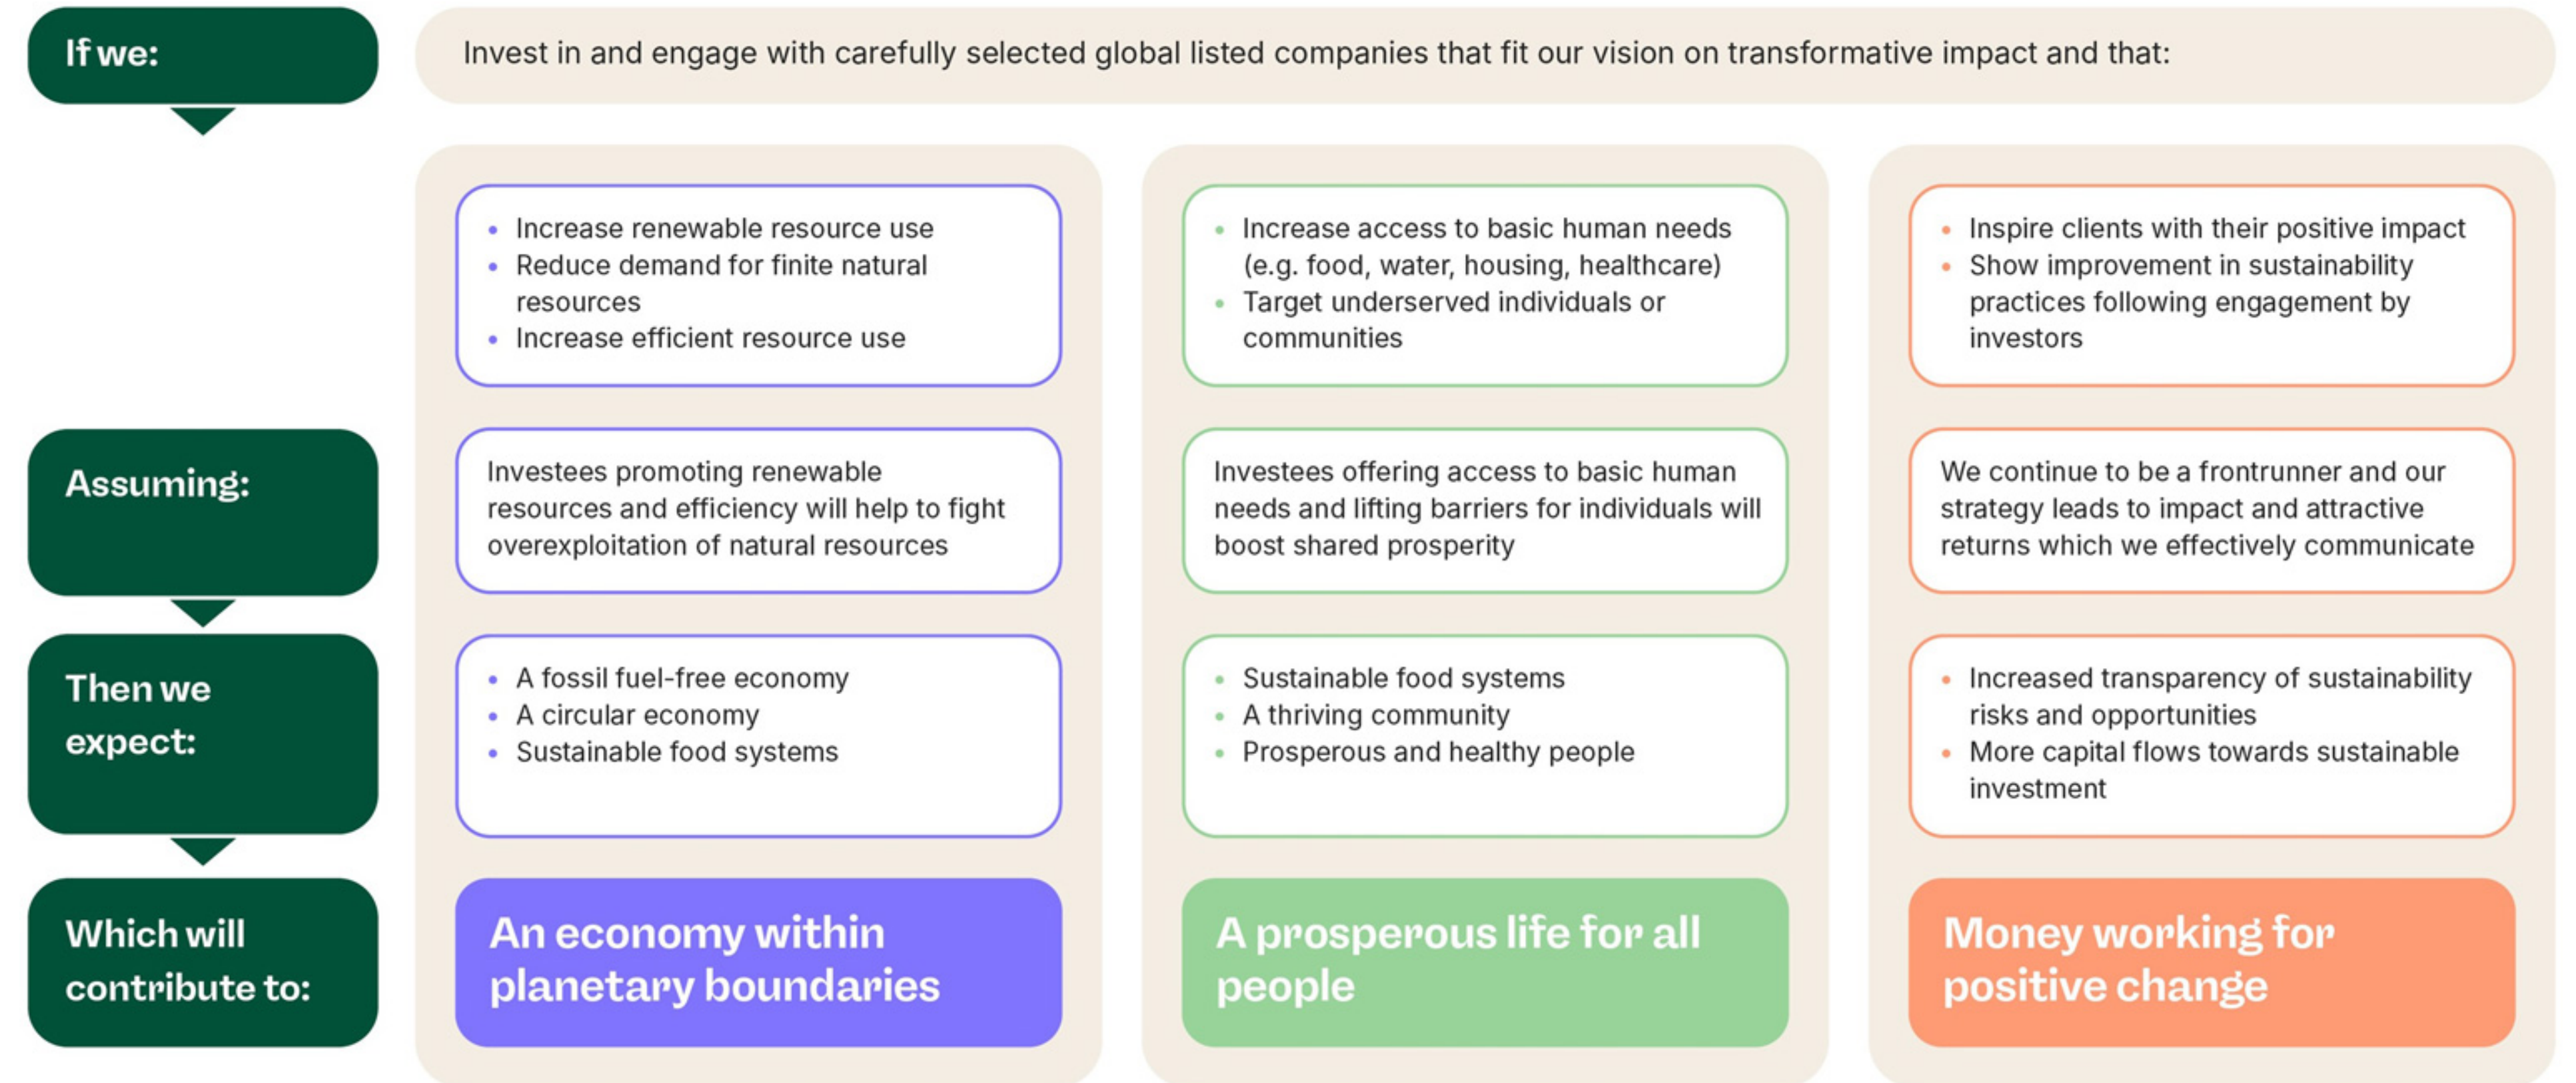 If we:
Invest in and engage with carefully selected global listed companies that fit our vision on transformative impact and that:
• Increase renewable resource use
• Reduce demand for finite natural
resources
• Increase efficient resource use
• Increase access to basic human needs
(e.g. food, water, housing, healthcare)
• Target underserved individuals or
communities
• Inspire clients with their positive impact
• Show improvement in sustainability
practices following engagement by
investors
Assuming:
Investees promoting renewable
resources and efficiency will help to fight
overexploitation of natural resources
Investees offering access to basic human
needs and lifting barriers for individuals will
boost shared prosperity
We continue to be a frontrunner and our
strategy leads to impact and attractive
returns which we effectively communicate
Then we
expect:
• A fossil fuel-free economy
• A circular economy
• Sustainable food systems
• Sustainable food systems
• A thriving community
• Prosperous and healthy people
• Increased transparency of sustainability
risks and opportunities
• More capital flows towards sustainable
investment
Which will
contribute to:
An economy within
planetary boundaries
A prosperous life for all
people
Money working for
positive change